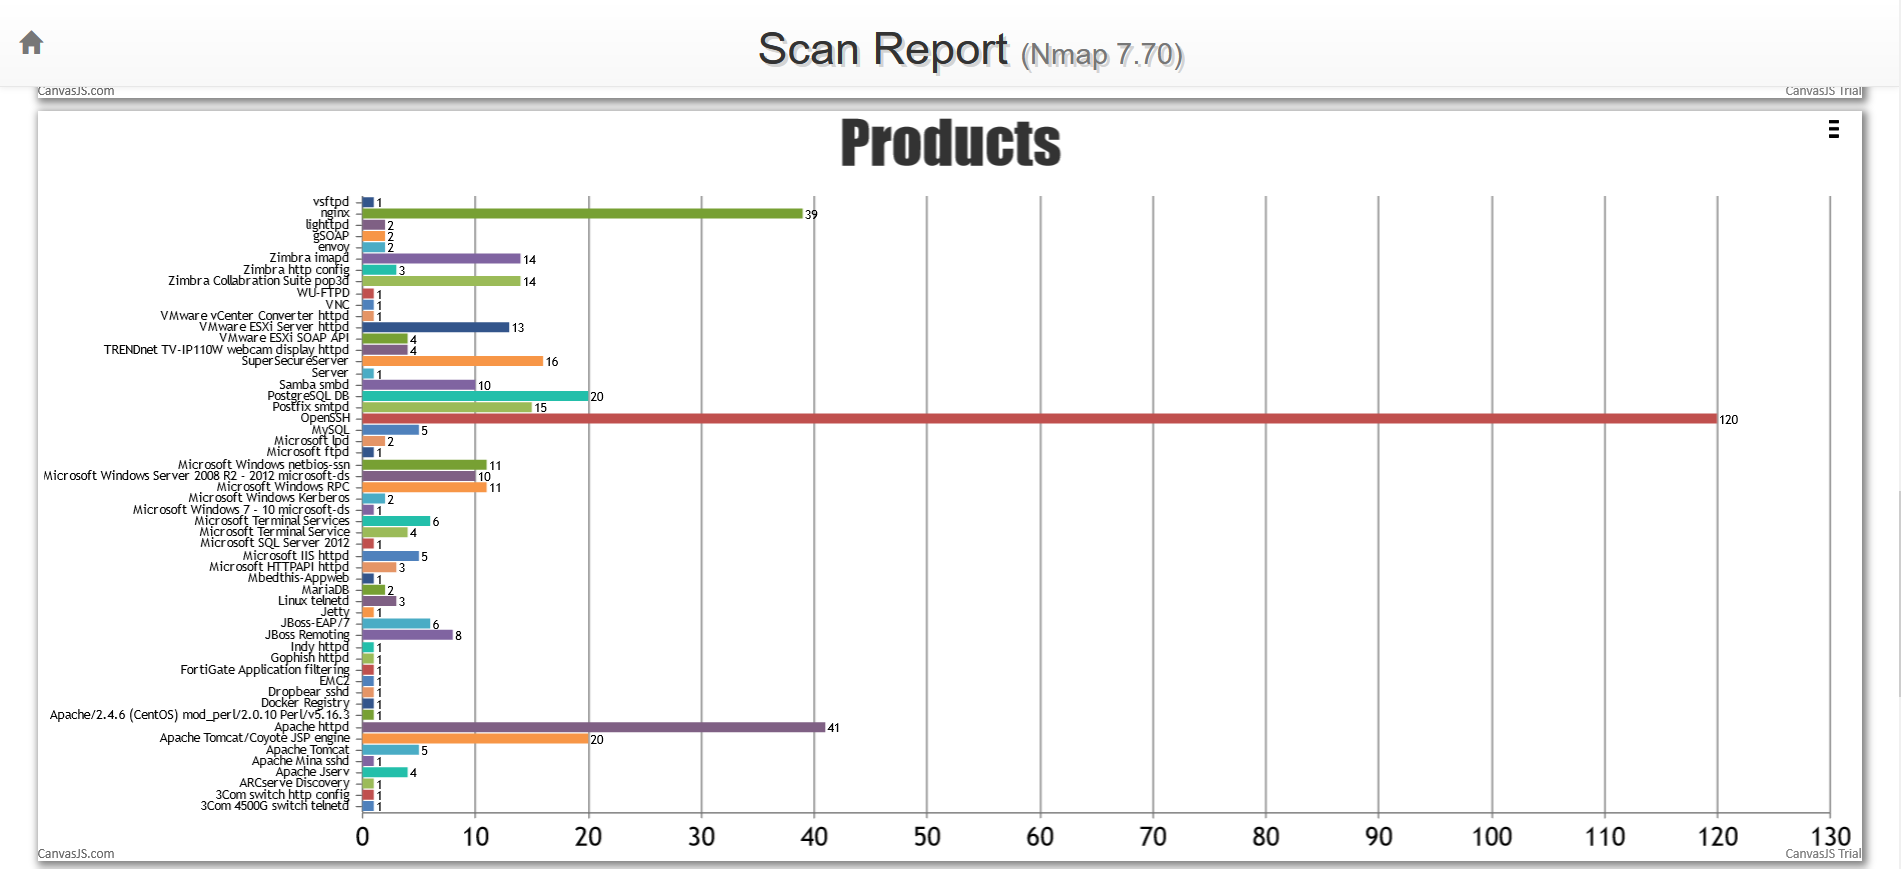 Scan Report (Nmap 7.70)
CanvasJS.com
CanvasJS Trial
Products
vsftpd 1
nginx 39
lighttpd 2
gSOAP 2
envoy 2
Zimbra imapd 14
Zimbra http config 3
Zimbra Collabration Suite pop3d 14
WU-FTPD 1
VNC 1
VMware vCenter Converter httpd 1
VMware ESXi Server httpd 13
VMware ESXi SOAP API 4
TRENDnet TV-IP110W webcam display httpd 4
SuperSecureServer 16
Server 1
Samba smbd 10
PostgreSQL DB 20
Postfix smtpd 15
OpenSSH 120
MySQL 5
Microsoft lpd 2
Microsoft ftpd 1
Microsoft Windows netbios-ssn 11
Microsoft Windows Server 2008 R2 - 2012 microsoft-ds 10
Microsoft Windows RPC 11
Microsoft Windows Kerberos 2
Microsoft Windows 7 - 10 microsoft-ds 1
Microsoft Terminal Services 6
Microsoft Terminal Service 4
Microsoft SQL Server 2012 1
Microsoft IIS httpd 5
Microsoft HTTPAPI httpd 3
Mbedthis-Appweb 1
MariaDB 2
Linux telnetd 3
Jetty 1
JBoss-EAP/7 6
JBoss Remoting 8
Indy httpd 1
Gophish httpd 1
FortiGate Application filtering 1
EMC2 1
Dropbear sshd 1
Docker Registry 1
Apache/2.4.6 (CentOS) mod_perl/2.0.10 Perl/v5.16.3 1
Apache httpd 41
Apache Tomcat/Coyote JSP engine 20
Apache Tomcat 5
Apache Mina sshd 1
Apache Jserv 4
ARCserve Discovery 1
3Com switch http config 1
3Com 4500G switch telnetd 1
0 10 20 30 40 50 60 70 80 90 100 110 120 130
CanvasJS.com
CanvasJS Trial